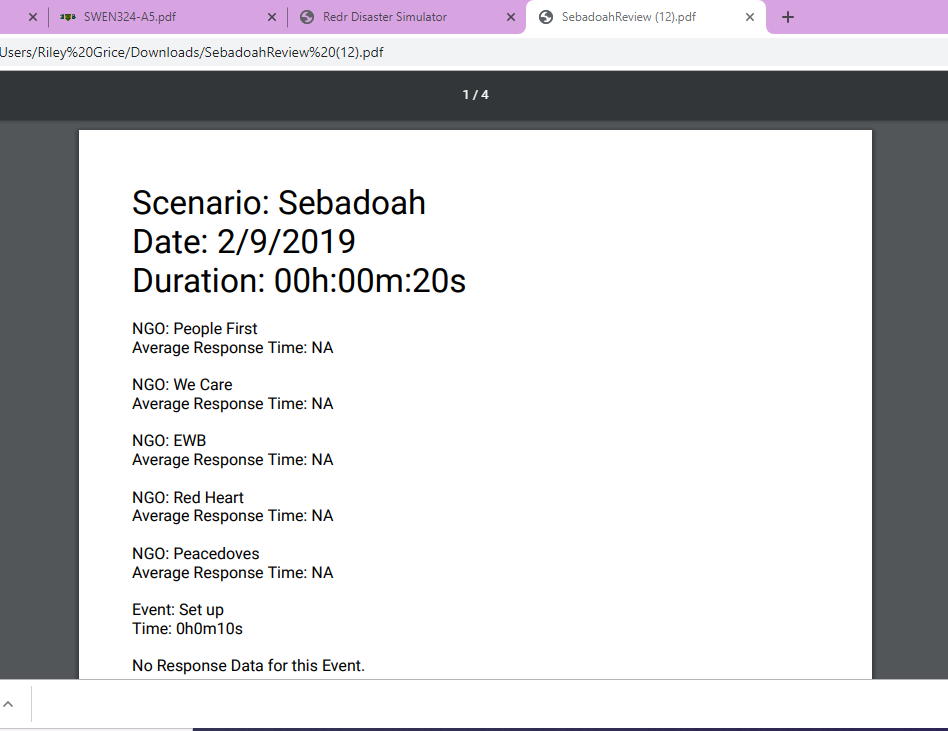 SWEN324-A5.pdf
Redr Disaster Simulator
SebadoahReview (12).pdf
Users/Riley%20Grice/Downloads/SebadoahReview%20(12).pdf
1 / 4
Scenario: Sebadoah
Date: 2/9/2019
Duration: 00h:00m:20s
NGO: People First
Average Response Time: NA
NGO: We Care
Average Response Time: NA
NGO: EWB
Average Response Time: NA
NGO: Red Heart
Average Response Time: NA
NGO: Peacedoves
Average Response Time: NA
Event: Set up
Time: 0h0m10s
No Response Data for this Event.